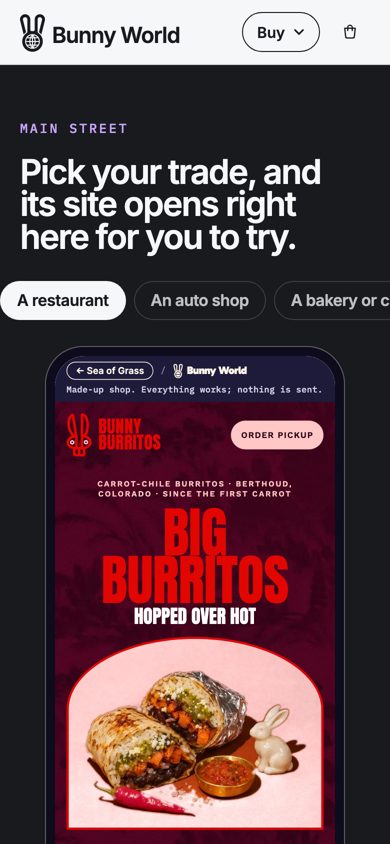 Bunny World
Buy
MAIN STREET
Pick your trade, and
its site opens right
here for you to try.
A restaurant
An auto shop
A bakery or c
← Sea of Grass / Bunny World
Made-up shop. Everything works; nothing is sent.
BUNNY
BURRITOS
ORDER PICKUP
CARROT-CHILE BURRITOS · BERTHOUD,
COLORADO · SINCE THE FIRST CARROT
BIG
BURRITOS
HOPPED OVER HOT